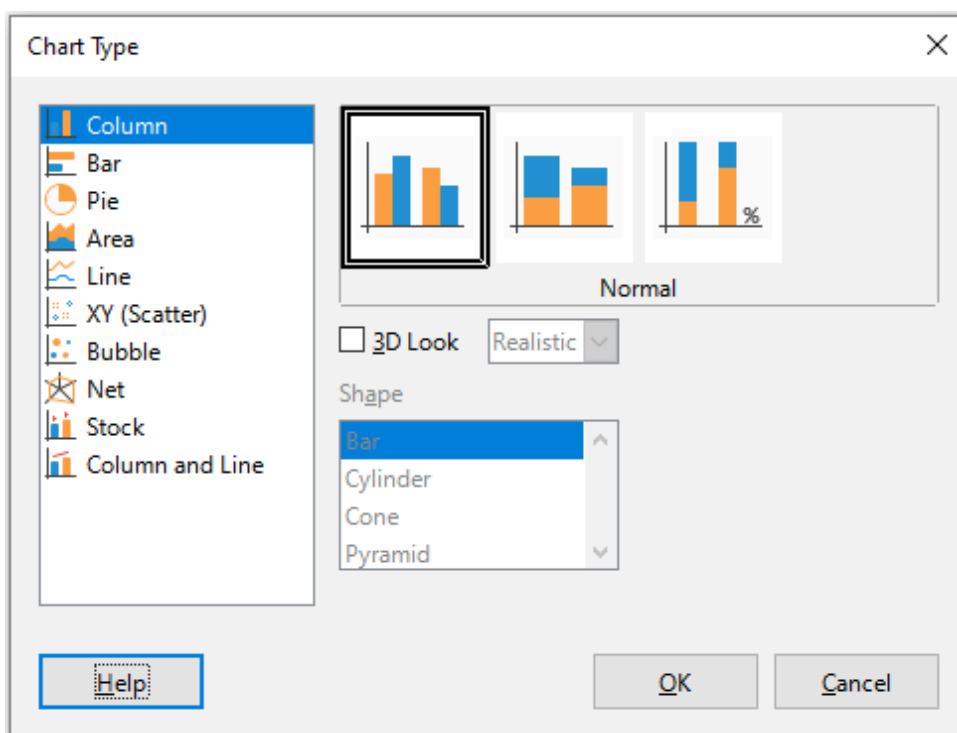 Chart Type
Column
Bar
Pie
Area
Line
XY (Scatter)
Bubble
Net
Stock
Column and Line
%
Normal
3D Look
Realistic
Shape
Bar
Cylinder
Cone
Pyramid
Help
OK
Cancel